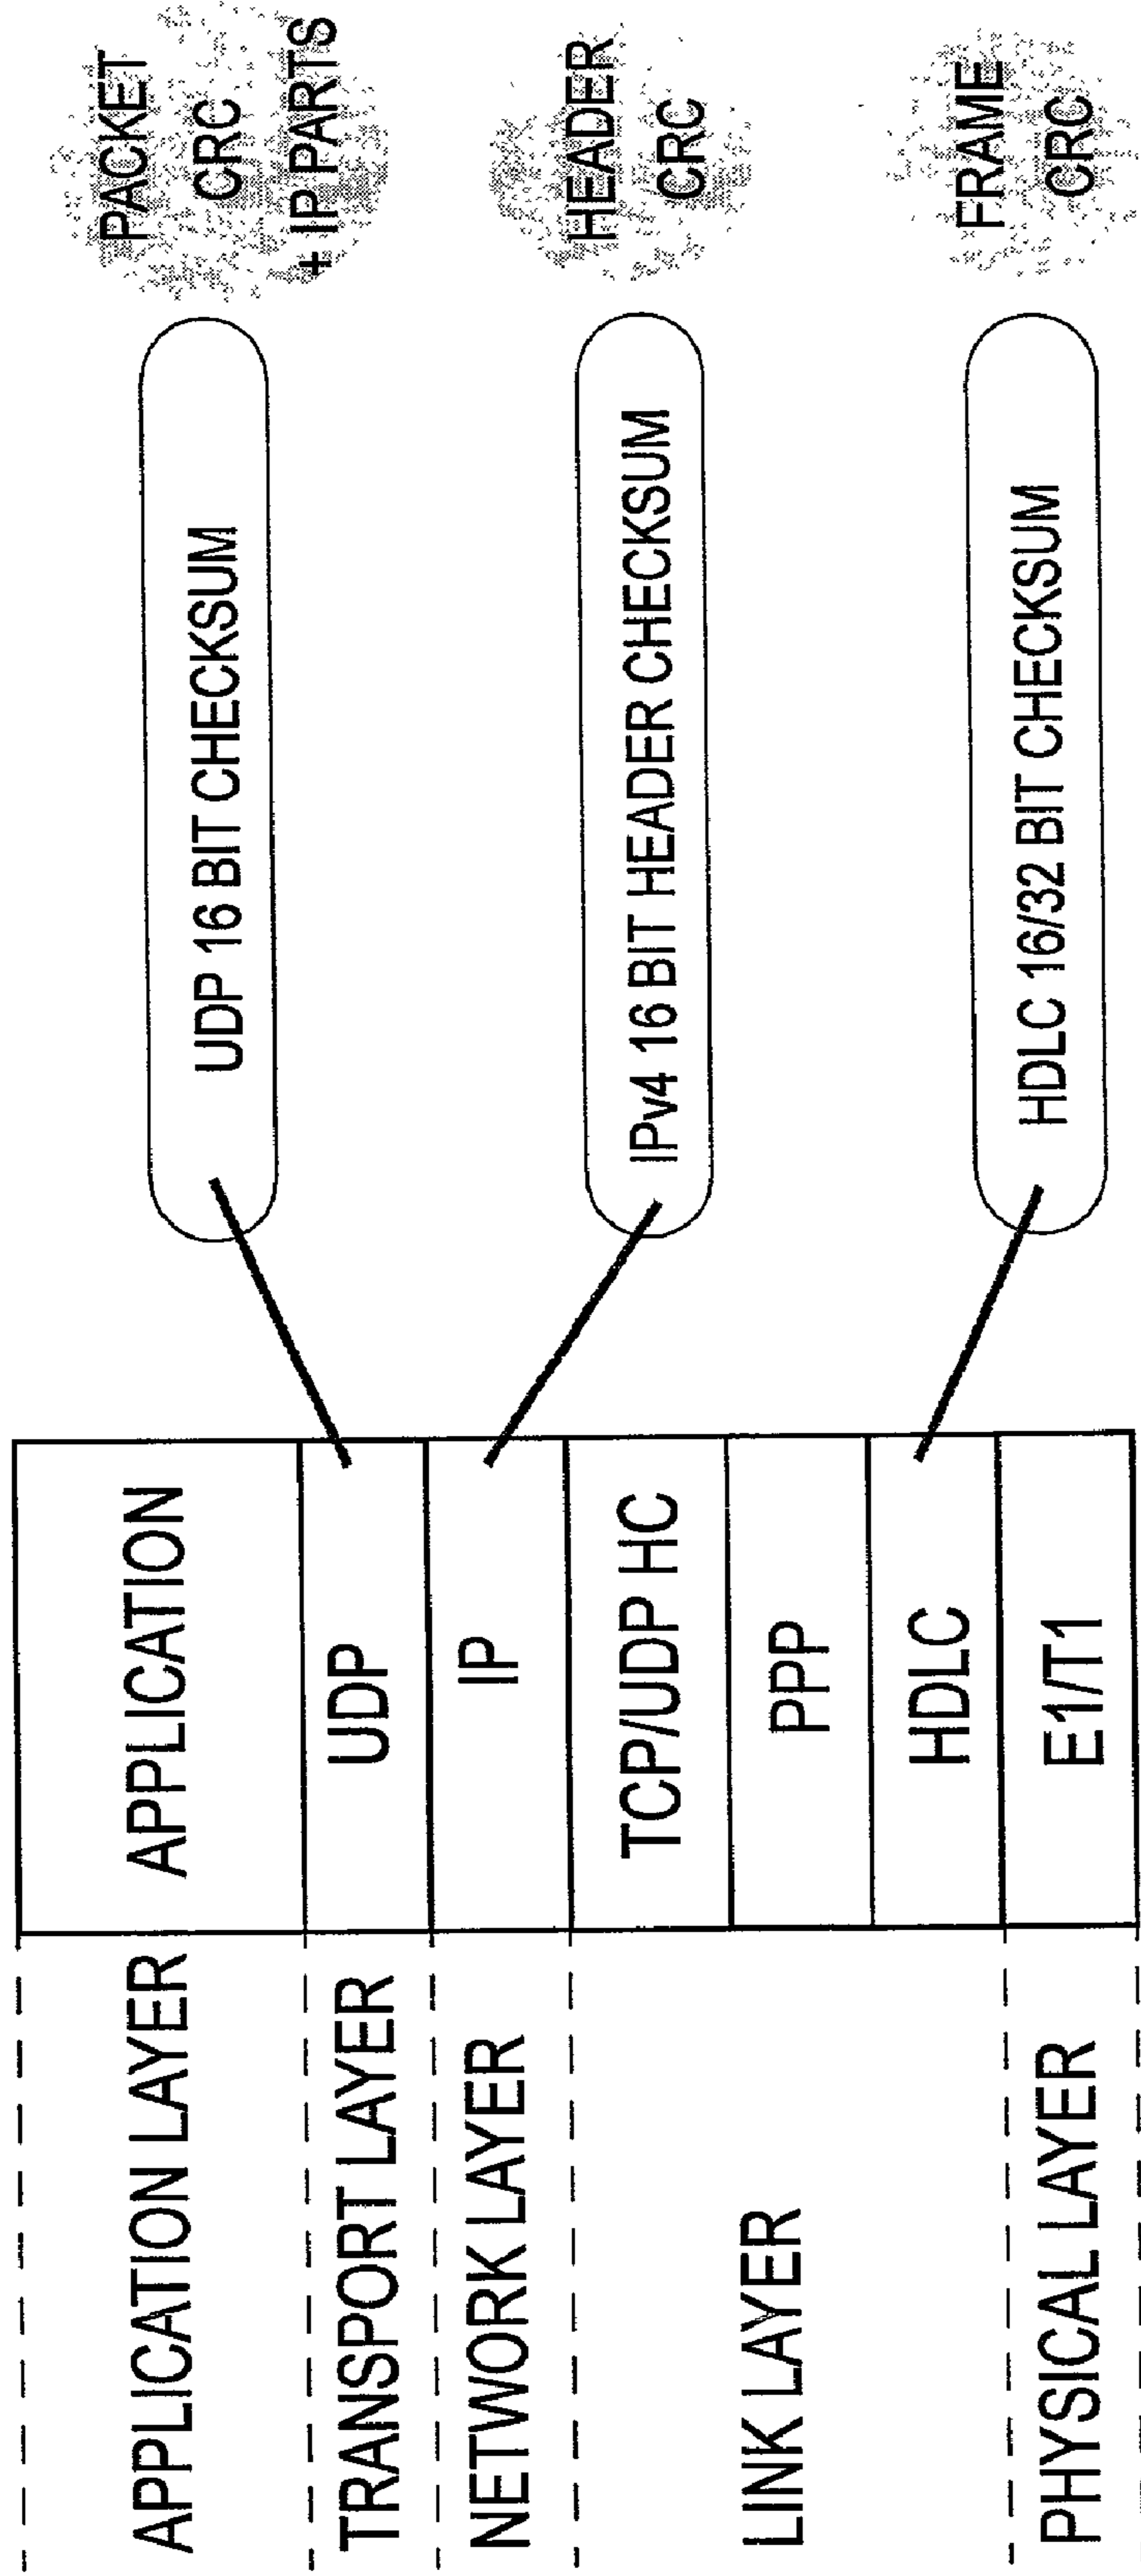 APPLICATION LAYER
TRANSPORT LAYER
NETWORK LAYER
LINK LAYER
PHYSICAL LAYER
APPLICATION
UDP
IP
TCP/UDP HC
PPP
HDLC
E1/T1
UDP 16 BIT CHECKSUM
IPv4 16 BIT HEADER CHECKSUM
HDLC 16/32 BIT CHECKSUM
PACKET
CRC
+ IP PARTS
HEADER
CRC
FRAME
CRC